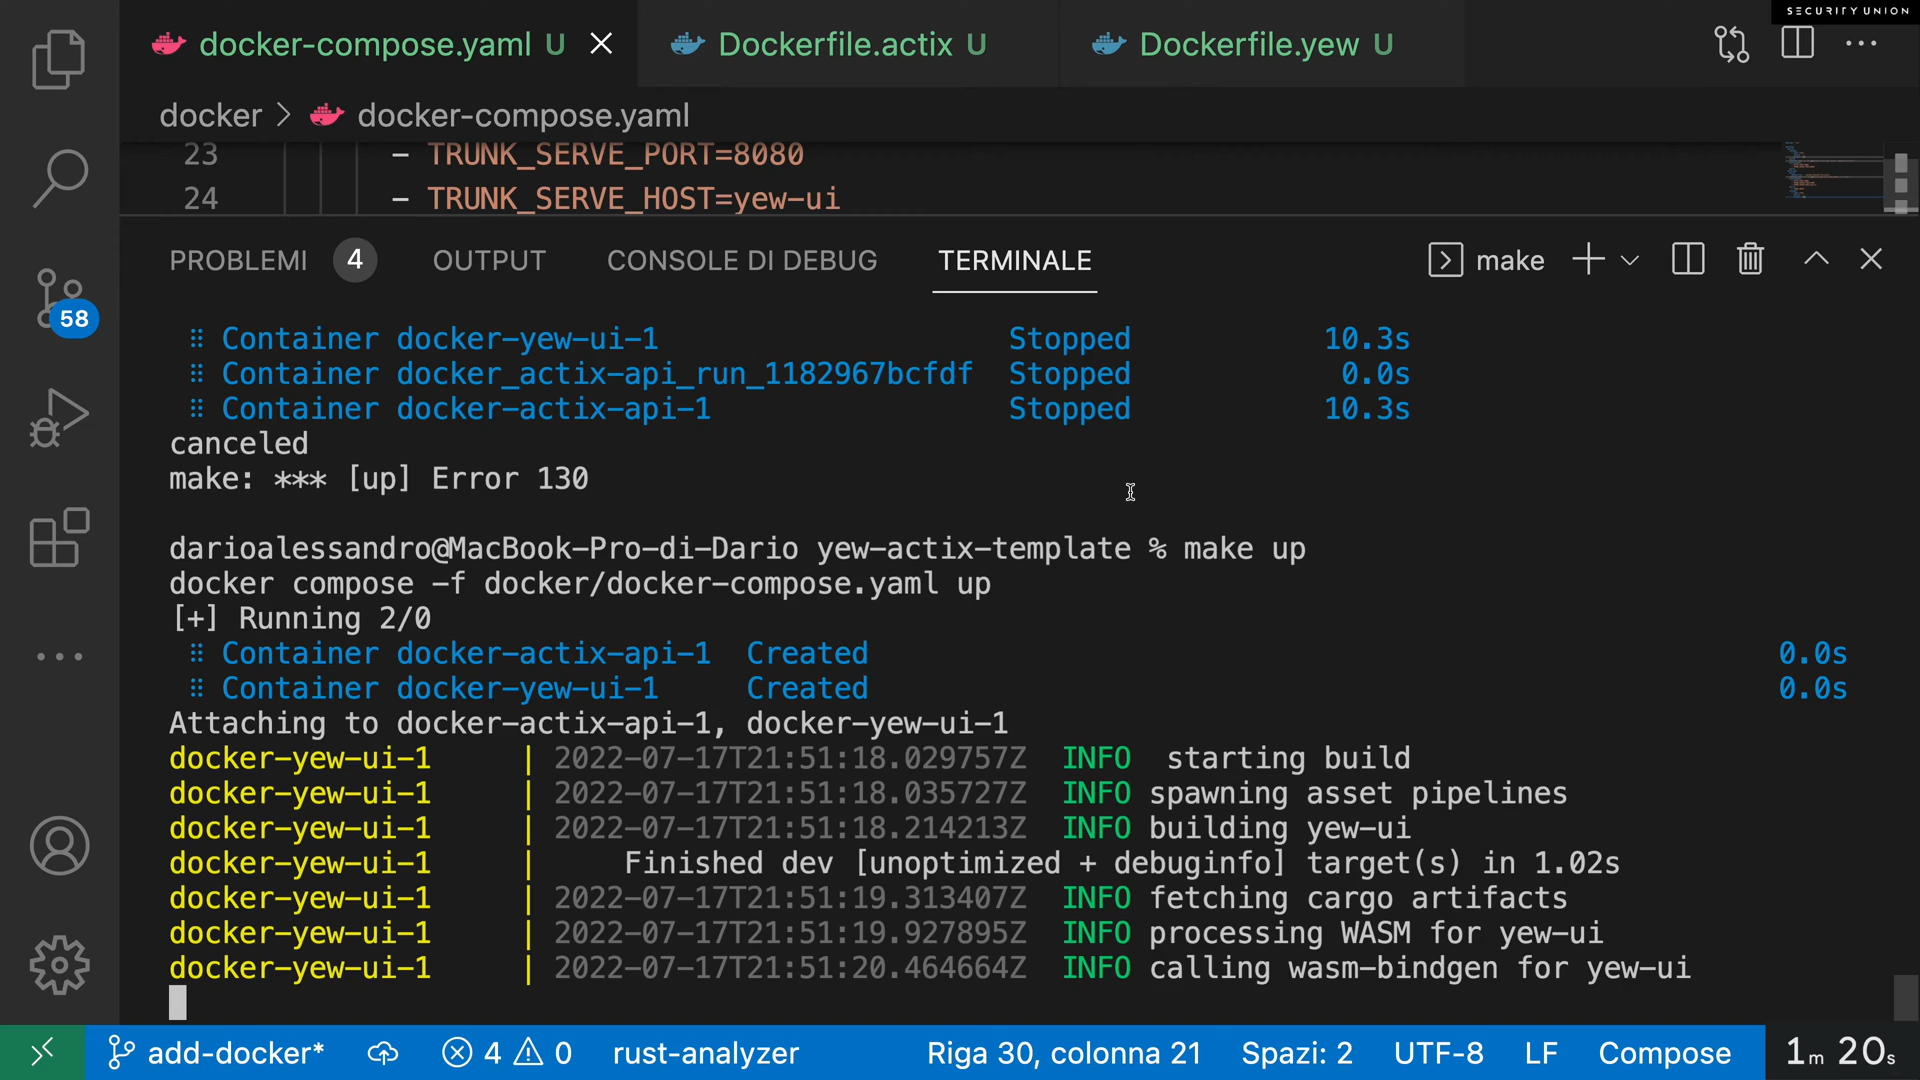 SECURITY UNION
docker-compose.yaml U
Dockerfile.actix U
Dockerfile.yew U
docker > docker-compose.yaml
23 - TRUNK_SERVE_PORT=8080
24 - TRUNK_SERVE_HOST=yew-ui
PROBLEMI 4 OUTPUT CONSOLE DI DEBUG TERMINALE make
58
Container docker-yew-ui-1 Stopped 10.3s
Container docker_actix-api_run_1182967bcfdf Stopped 0.0s
Container docker-actix-api-1 Stopped 10.3s
canceled
make: *** [up] Error 130
darioalessandro@MacBook-Pro-di-Dario yew-actix-template % make up
docker compose -f docker/docker-compose.yaml up
[+] Running 2/0
Container docker-actix-api-1 Created 0.0s
Container docker-yew-ui-1 Created 0.0s
Attaching to docker-actix-api-1, docker-yew-ui-1
docker-yew-ui-1 | 2022-07-17T21:51:18.029757Z INFO starting build
docker-yew-ui-1 | 2022-07-17T21:51:18.035727Z INFO spawning asset pipelines
docker-yew-ui-1 | 2022-07-17T21:51:18.214213Z INFO building yew-ui
docker-yew-ui-1 | Finished dev [unoptimized + debuginfo] target(s) in 1.02s
docker-yew-ui-1 | 2022-07-17T21:51:19.313407Z INFO fetching cargo artifacts
docker-yew-ui-1 | 2022-07-17T21:51:19.927895Z INFO processing WASM for yew-ui
docker-yew-ui-1 | 2022-07-17T21:51:20.464664Z INFO calling wasm-bindgen for yew-ui
add-docker* 4 0 rust-analyzer Riga 30, colonna 21 Spazi: 2 UTF-8 LF Compose 1m 20s